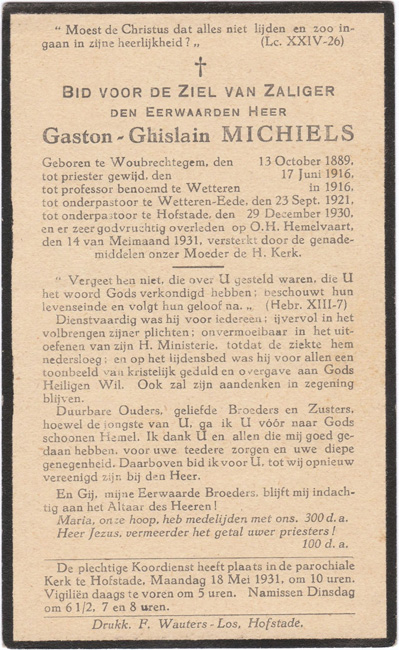 „ Moest de Christus dat alles niet lijden en zoo in-
gaan in zijne heerlijkheid ? „ (Lc. XXIV-26)
†
BID VOOR DE ZIEL VAN ZALIGER
DEN EERWAARDEN HEER
Gaston - Ghislain MICHIELS
Geboren te Woubrechtegem, den 13 October 1889,
tot priester gewijd, den 17 Juni 1916,
tot professor benoemd te Wetteren in 1916,
tot onderpastoor te Wetteren-Eede, den 23 Sept. 1921,
tot onderpastoor te Hofstade, den 29 December 1930,
en er zeer godvruchtig overleden op O.H. Hemelvaart,
den 14 van Meimaand 1931, versterkt door de genade-
middelen onzer Moeder de H. Kerk.
„ Vergeet hen niet, die over U gesteld waren, die U
het woord Gods verkondigd hebben ; beschouwt hun
levenseinde en volgt hun geloof na. „ (Hebr. XIII-7)
Dienstvaardig was hij voor iedereen ; ijvervol in het
volbrengen zijner plichten ; onvermoeibaar in het uit-
oefenen van zijn H. Ministerie, totdat de ziekte hem
nedersloeg ; en op het lijdensbed was hij voor allen een
toonbeeld van kristelijk geduld en overgave aan Gods
Heiligen Wil. Ook zal zijn aandenken in zegening
blijven.
Duurbare Ouders, geliefde Broeders en Zusters,
hoewel de jongste van U, ga ik U vóór naar Gods
schoonen Hemel. Ik dank U en allen die mij goed ge-
daan hebben, voor uwe teedere zorgen en uwe diepe
genegenheid. Daarboven bid ik voor U, tot wij opnieuw
vereenigd zijn bij den Heer.
En Gij, mijne Eerwaarde Broeders, blijft mij indach-
tig aan het Altaar des Heeren !
Maria, onze hoop, heb medelijden met ons. 300 d. a.
Heer Jezus, vermeerder het getal uwer priesters !
100 d. a.
De plechtige Koordienst heeft plaats in de parochiale
Kerk te Hofstade, Maandag 18 Mei 1931, om 10 uren.
Vigiliën daags te voren om 5 uren. Namissen Dinsdag
om 6 1/2, 7 en 8 uren.
Drukk. F. Wauters - Los, Hofstade.